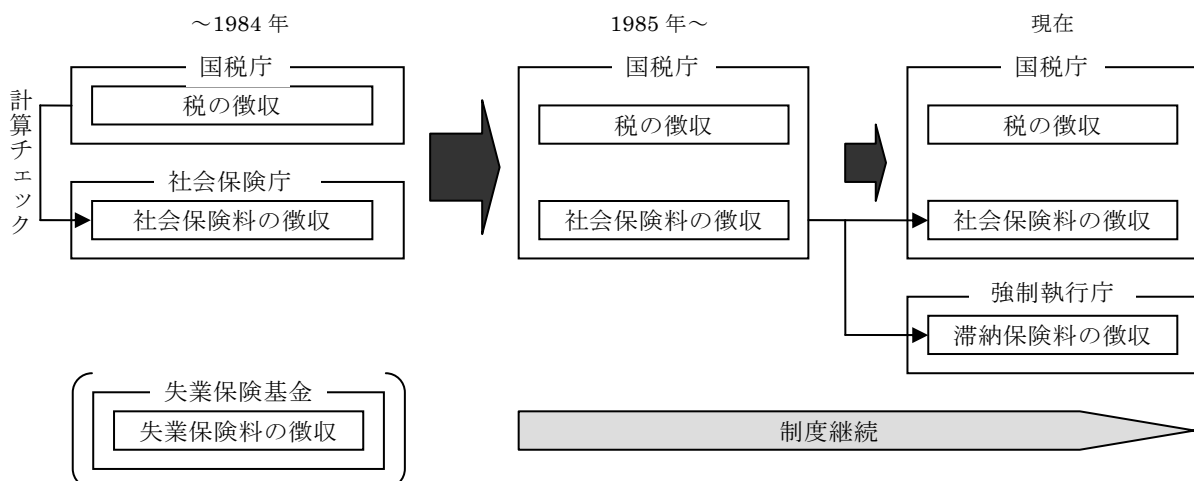 ～1984 年
1985 年～
現在
国税庁
税の徴収
計算チェック
社会保険庁
社会保険料の徴収
国税庁
税の徴収
社会保険料の徴収
国税庁
税の徴収
社会保険料の徴収
強制執行庁
滞納保険料の徴収
失業保険基金
失業保険料の徴収
制度継続